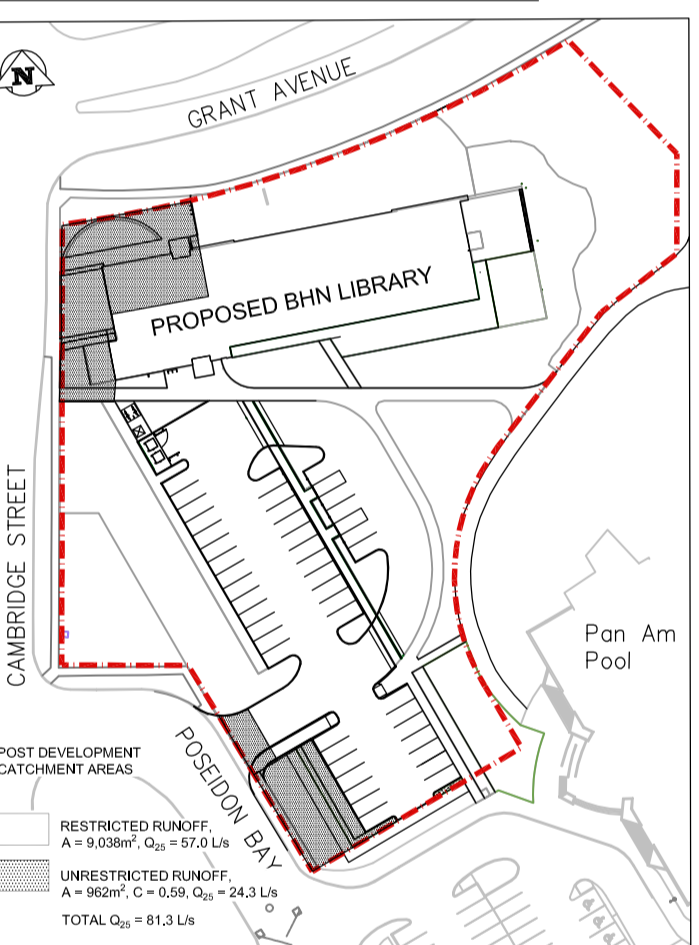 N
GRANT AVENUE
PROPOSED BHN LIBRARY
CAMBRIDGE STREET
Pan Am
Pool
POSEIDON BAY
POST DEVELOPMENT
CATCHMENT AREAS
RESTRICTED RUNOFF,
A = 9,038m², Q₂₅ = 57.0 L/s
UNRESTRICTED RUNOFF,
A = 962m², C = 0.59, Q₂₅ = 24.3 L/s
TOTAL Q₂₅ = 81.3 L/s